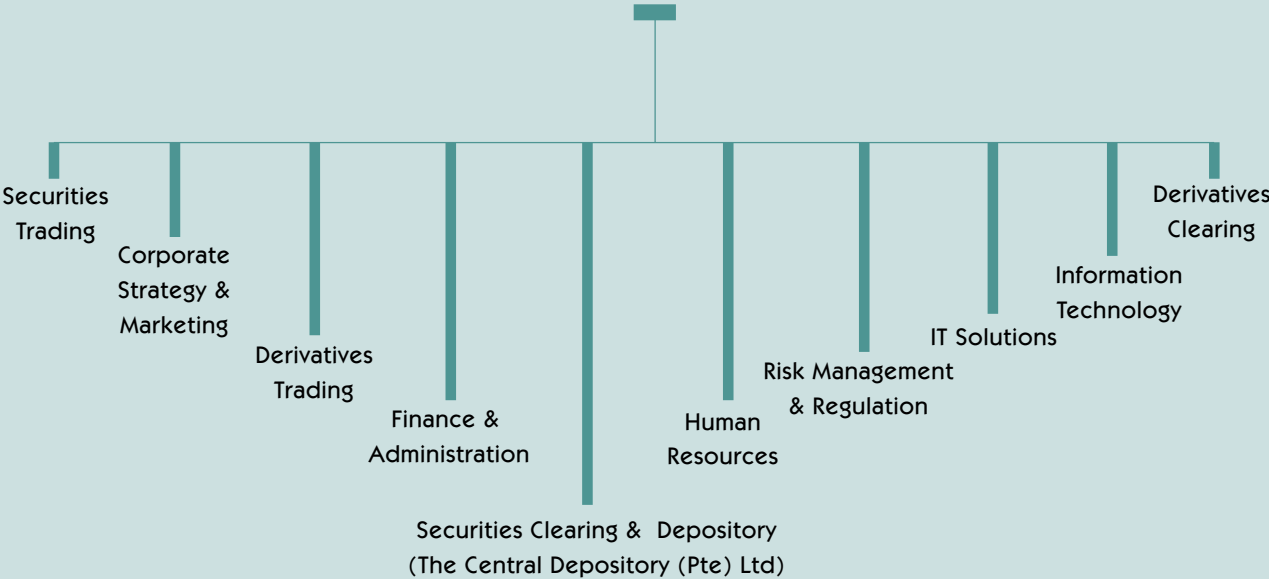 Securities
Trading
Corporate
Strategy &
Marketing
Derivatives
Trading
Finance &
Administration
Securities Clearing & Depository
(The Central Depository (Pte) Ltd)
Human
Resources
Risk Management
& Regulation
IT Solutions
Information
Technology
Derivatives
Clearing